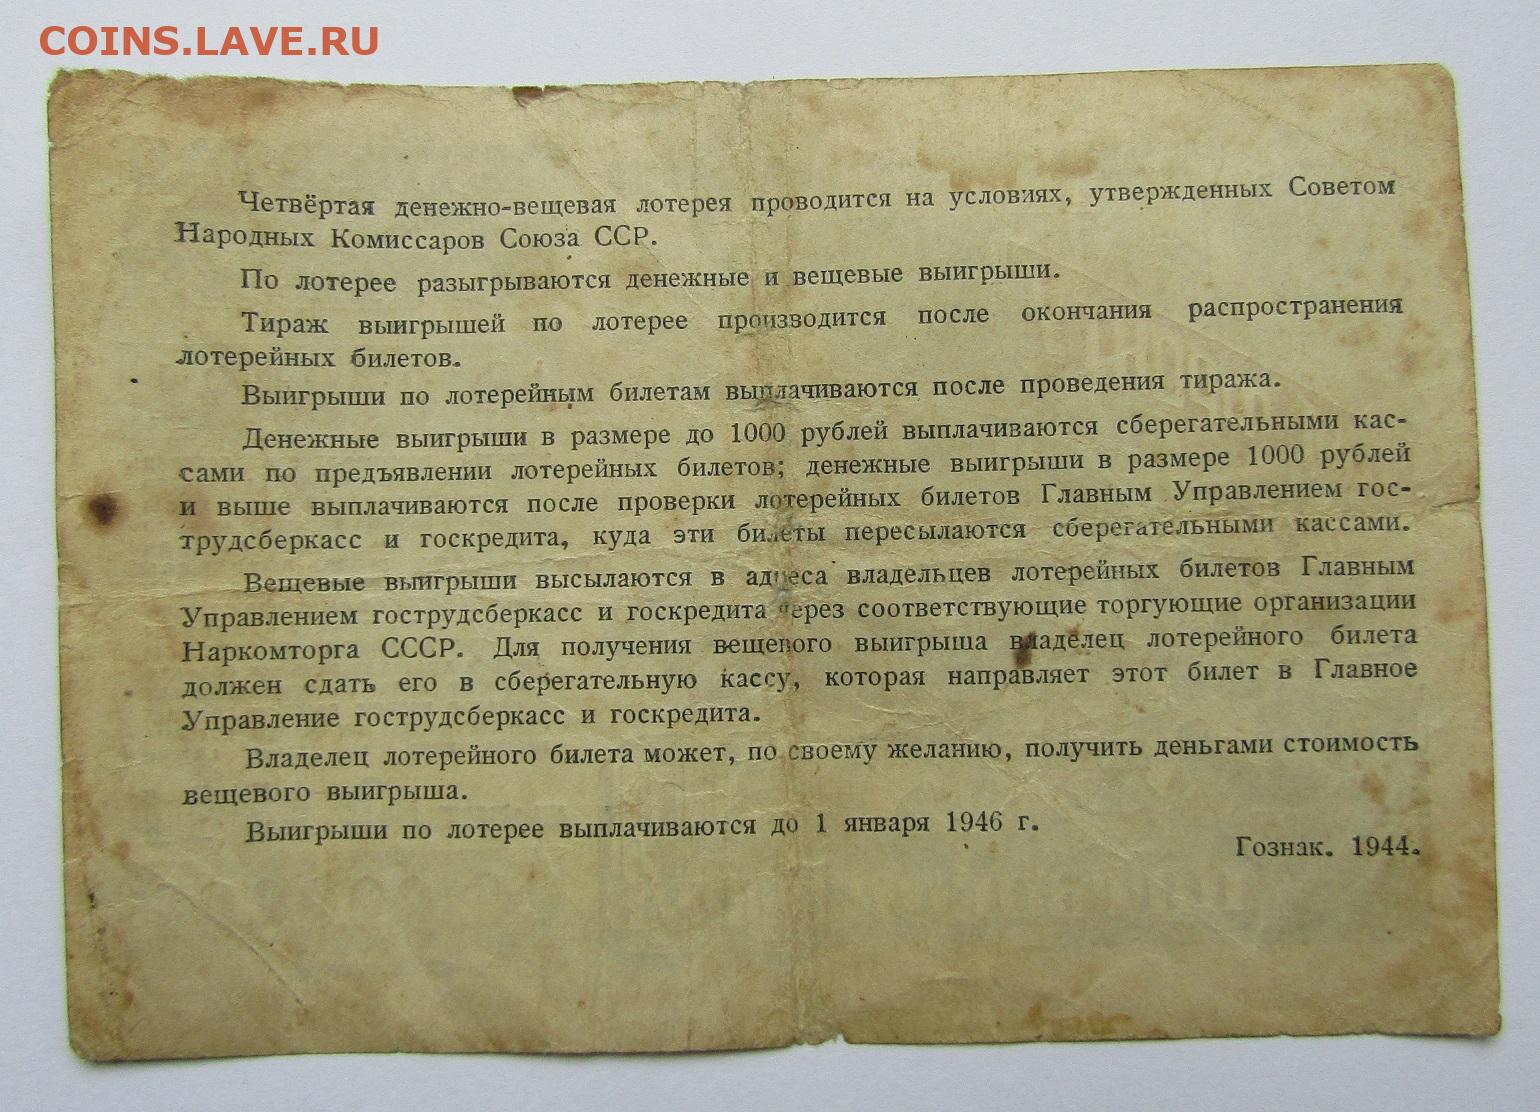 COINS.LAVE.RU
Четвёртая денежно-вещевая лотерея проводится на условиях, утвержденных Советом
Народных Комиссаров Союза ССР.
По лотерее разыгрываются денежные и вещевые выигрыши.
Тираж выигрышей по лотерее производится после окончания распространения
лотерейных билетов.
Выигрыши по лотерейным билетам выплачиваются после проведения тиража.
Денежные выигрыши в размере до 1000 рублей выплачиваются сберегательными кас-
сами по предъявлении лотерейных билетов; денежные выигрыши в размере 1000 рублей
и выше выплачиваются после проверки лотерейных билетов Главным Управлением гос-
трудсберкасс и госкредита, куда эти билеты пересылаются сберегательными кассами.
Вещевые выигрыши высылаются в адреса владельцев лотерейных билетов Главным
Управлением гострудсберкасс и госкредита через соответствующие торгующие организации
Наркомторга СССР. Для получения вещевого выигрыша владелец лотерейного билета
должен сдать его в сберегательную кассу, которая направляет этот билет в Главное
Управление гострудсберкасс и госкредита.
Владелец лотерейного билета может, по своему желанию, получить деньгами стоимость
вещевого выигрыша.
Выигрыши по лотерее выплачиваются до 1 января 1946 г.
Гознак. 1944.